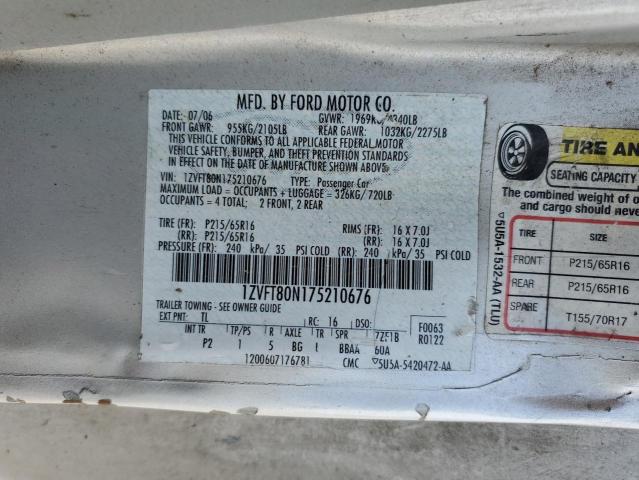 MFD. BY FORD MOTOR CO.
DATE: 07/06 GVWR: 1969KG/4340LB
FRONT GAWR: 955KG/2105LB REAR GAWR: 1032KG/2275LB
THIS VEHICLE CONFORMS TO ALL APPLICABLE FEDERAL MOTOR
VEHICLE SAFETY, BUMPER, AND THEFT PREVENTION STANDARDS
IN EFFECT ON THE DATE OF MANUFACTURE SHOWN ABOVE.
VIN: 1ZVFT80N175210676 TYPE: Passenger Car
MAXIMUM LOAD = OCCUPANTS + LUGGAGE = 326KG/720LB
OCCUPANTS = 4 TOTAL: 2 FRONT, 2 REAR
TIRE (FR): P215/65R16 RIMS (FR): 16 X 7.0J
(RR): P215/65R16 (RR): 16 X 7.0J
PRESSURE (FR): 240 kPa/ 35 PSI COLD (RR) 240 kPa/ 35 PSI COLD
1ZVFT80N175210676
TRAILER TOWING - SEE OWNER GUIDE
EXT PNT: TL RC: 16 DSO: F0063
INT TR TP/PS R AXLE TR SPR 7Z51B R0122
P2 1 5 BG L BBAA 60A
1200607176781 CMC ▽5U5A-5420472-AA
▽5U5A-1532-AA (TLU)
TIRE AN
SEATING CAPACITY
The combined weight of o
and cargo should neve
TIRE SIZE
FRONT P215/65R16
REAR P215/65R16
SPARE T155/70R17